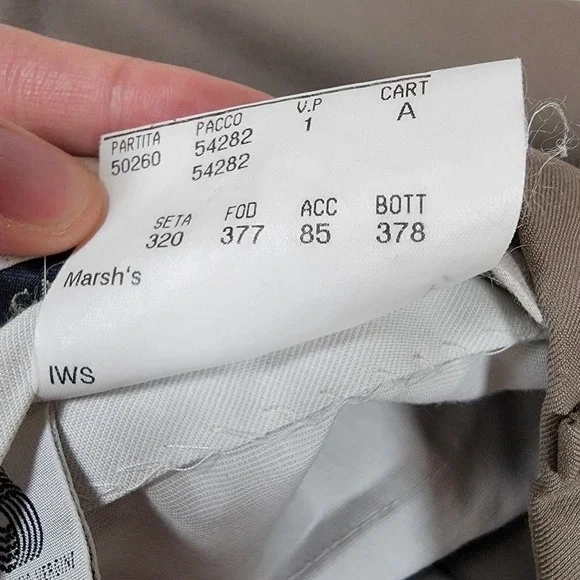 PARTITA PACCO V.P CART
50260 54282 1 A
54282
SETA FOD ACC BOTT
320 377 85 378
Marsh's
IWS